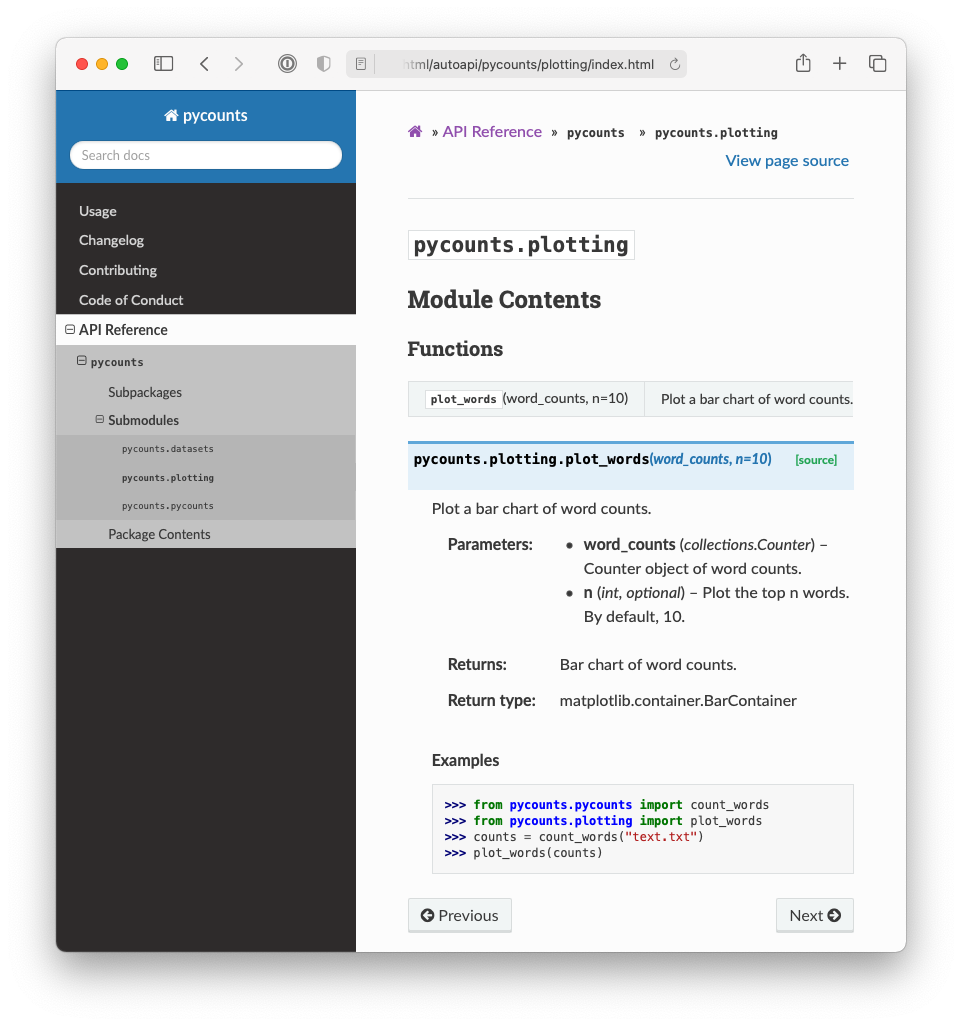 html/autoapi/pycounts/plotting/index.html
pycounts
Search docs
Usage
Changelog
Contributing
Code of Conduct
API Reference
pycounts
Subpackages
Submodules
pycounts.datasets
pycounts.plotting
pycounts.pycounts
Package Contents
» API Reference » pycounts » pycounts.plotting
View page source
pycounts.plotting
Module Contents
Functions
plot_words(word_counts, n=10) Plot a bar chart of word counts.
pycounts.plotting.plot_words(word_counts, n=10) [source]
Plot a bar chart of word counts.
Parameters: • word_counts (collections.Counter) –
Counter object of word counts.
• n (int, optional) – Plot the top n words.
By default, 10.
Returns: Bar chart of word counts.
Return type: matplotlib.container.BarContainer
Examples
>>> from pycounts.pycounts import count_words
>>> from pycounts.plotting import plot_words
>>> counts = count_words("text.txt")
>>> plot_words(counts)
Previous Next